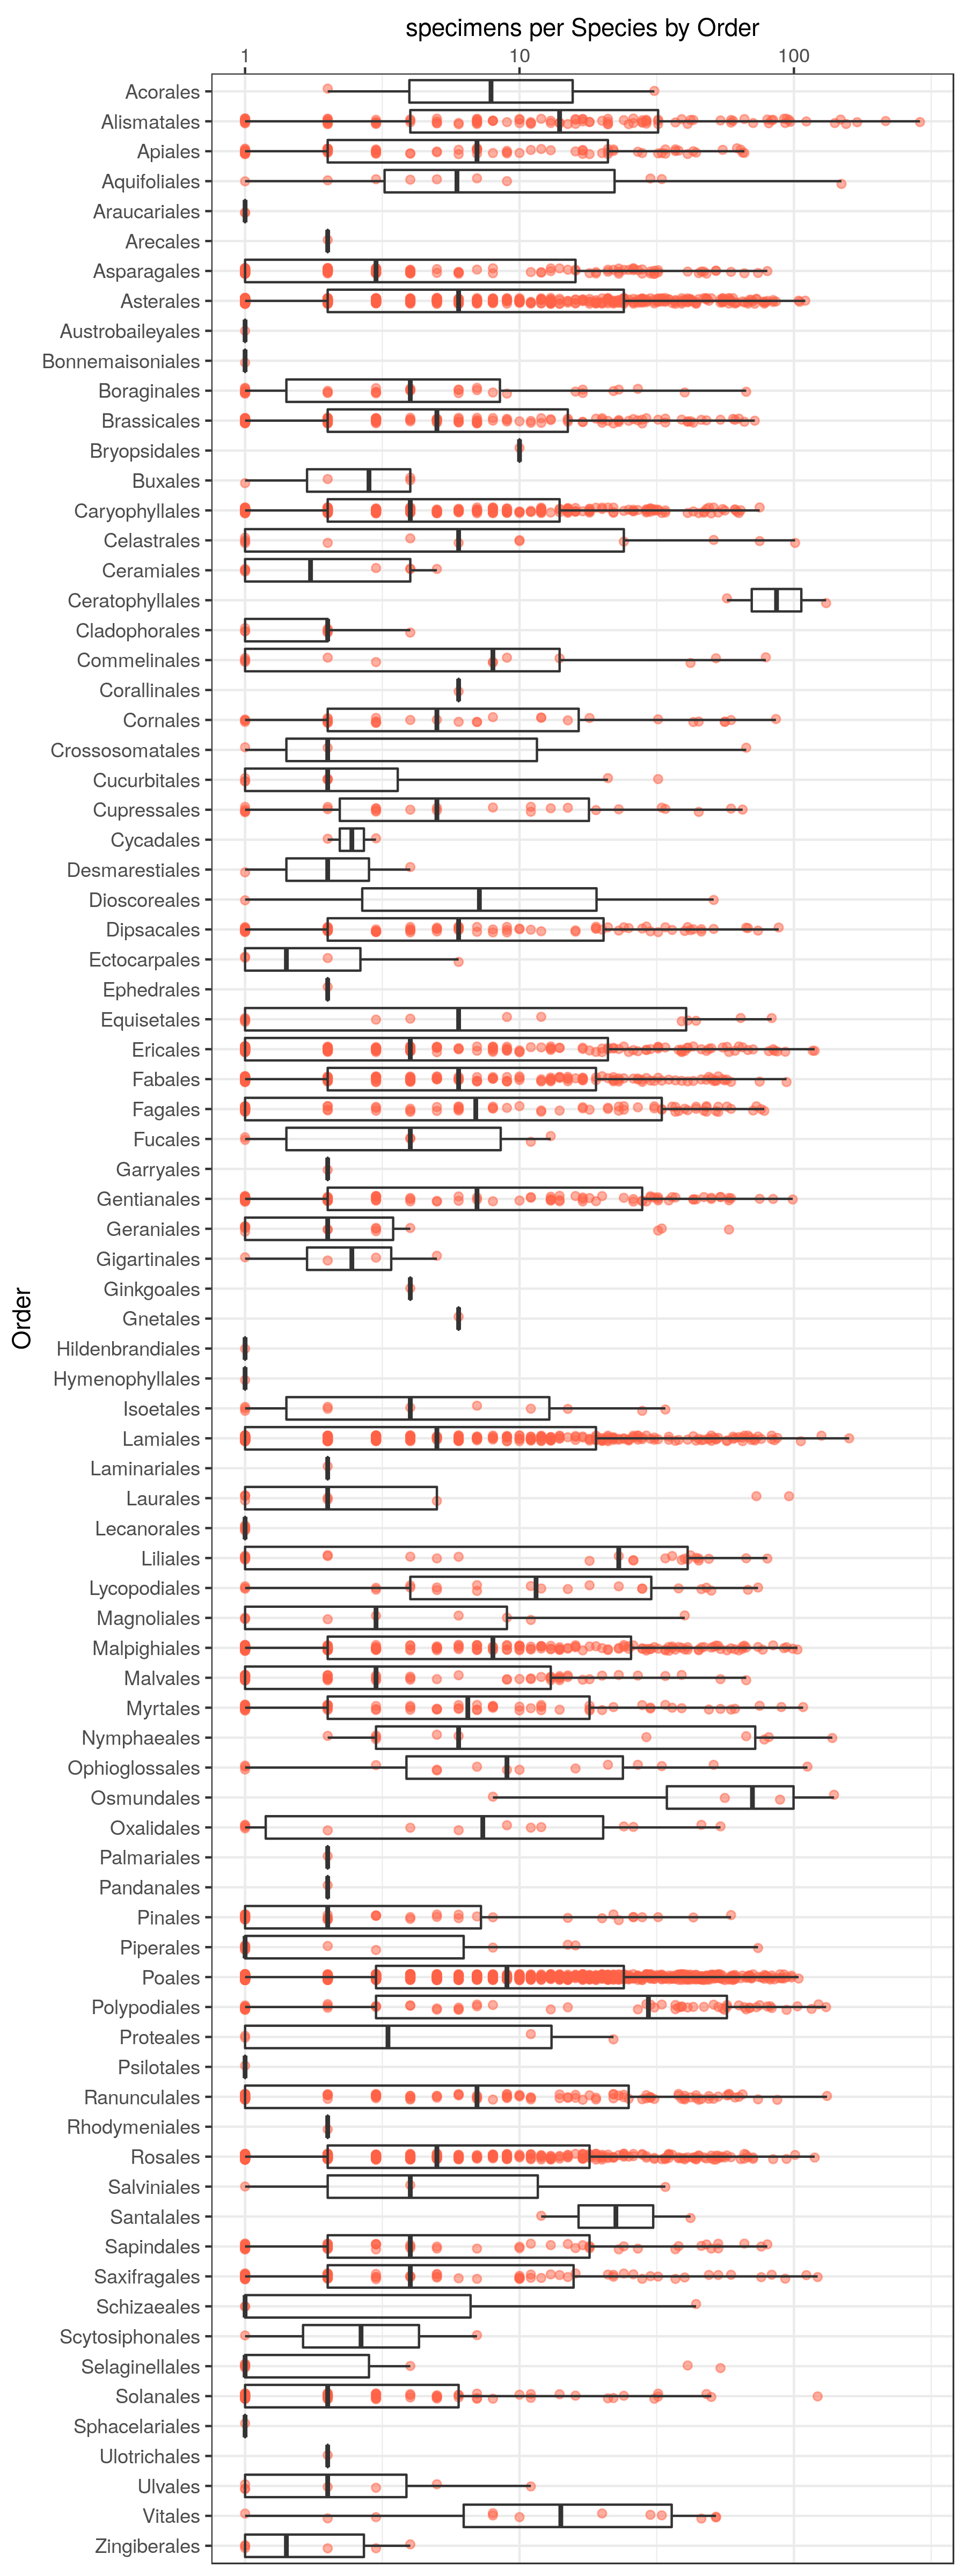 specimens per Species by Order
1 10 100
Acorales
Alismatales
Apiales
Aquifoliales
Araucariales
Arecales
Asparagales
Asterales
Austrobaileyales
Bonnemaisoniales
Boraginales
Brassicales
Bryopsidales
Buxales
Caryophyllales
Celastrales
Ceramiales
Ceratophyllales
Cladophorales
Commelinales
Corallinales
Cornales
Crossosomatales
Cucurbitales
Cupressales
Cycadales
Desmarestiales
Dioscoreales
Dipsacales
Ectocarpales
Ephedrales
Equisetales
Ericales
Fabales
Fagales
Fucales
Garryales
Gentianales
Geraniales
Gigartinales
Ginkgoales
Gnetales
Order
Hildenbrandiales
Hymenophyllales
Isoetales
Lamiales
Laminariales
Laurales
Lecanorales
Liliales
Lycopodiales
Magnoliales
Malpighiales
Malvales
Myrtales
Nymphaeales
Ophioglossales
Osmundales
Oxalidales
Palmariales
Pandanales
Pinales
Piperales
Poales
Polypodiales
Proteales
Psilotales
Ranunculales
Rhodymeniales
Rosales
Salviniales
Santalales
Sapindales
Saxifragales
Schizaeales
Scytosiphonales
Selaginellales
Solanales
Sphacelariales
Ulotrichales
Ulvales
Vitales
Zingiberales